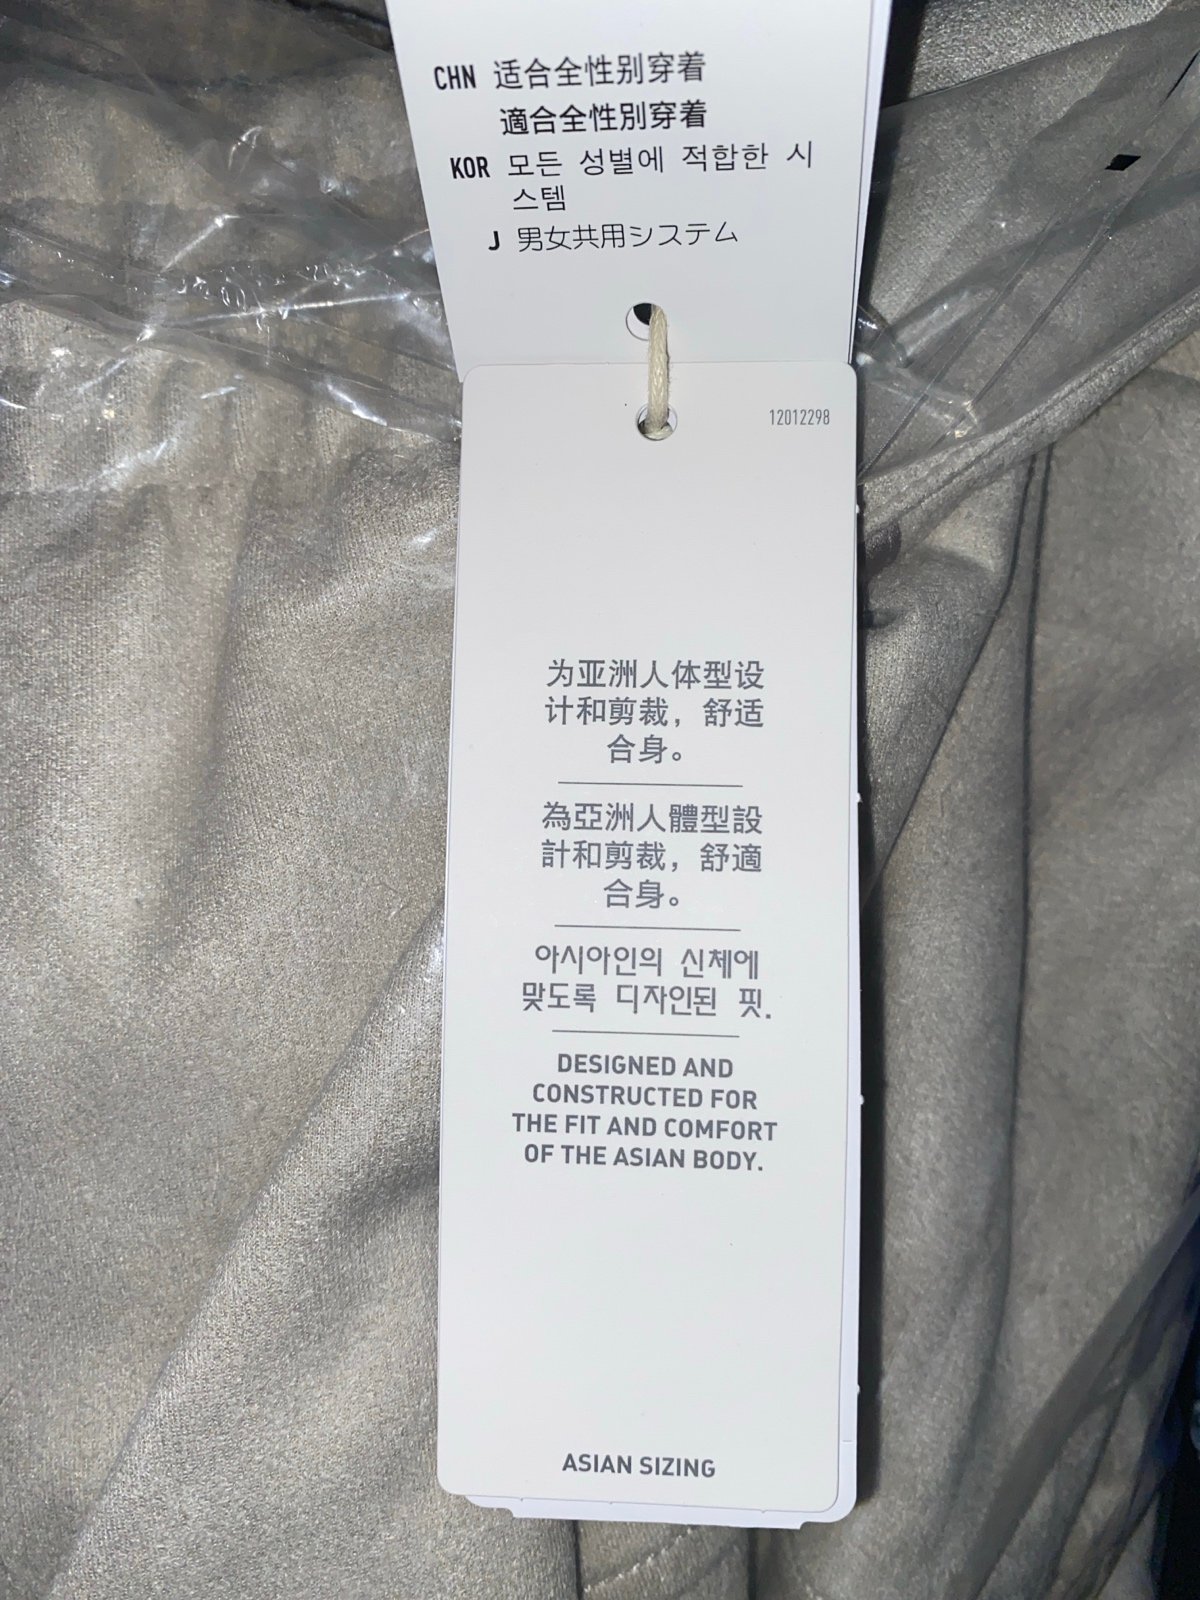 CHN 适合全性别穿着
適合全性別穿着
KOR 모든 성별에 적합한 시
스템
J 男女共用システム
12012298
为亚洲人体型设
计和剪裁，舒适
合身。
為亞洲人體型設
計和剪裁，舒適
合身。
아시아인의 신체에
맞도록 디자인된 핏.
DESIGNED AND
CONSTRUCTED FOR
THE FIT AND COMFORT
OF THE ASIAN BODY.
ASIAN SIZING